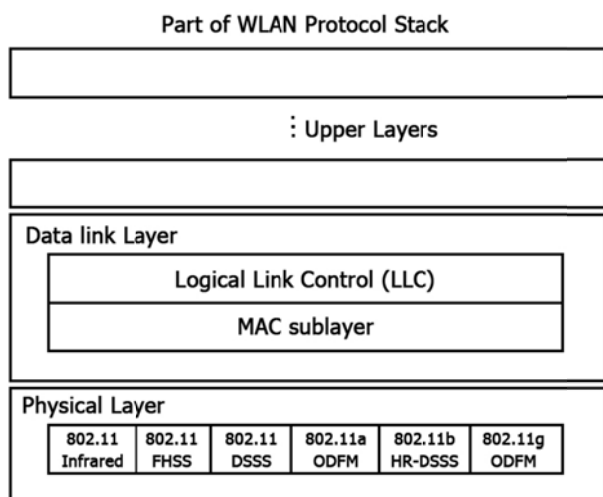 Part of WLAN Protocol Stack
⋮ Upper Layers
Data link Layer
Logical Link Control (LLC)
MAC sublayer
Physical Layer
802.11 802.11 802.11 802.11a 802.11b 802.11g
Infrared FHSS DSSS ODFM HR-DSSS ODFM